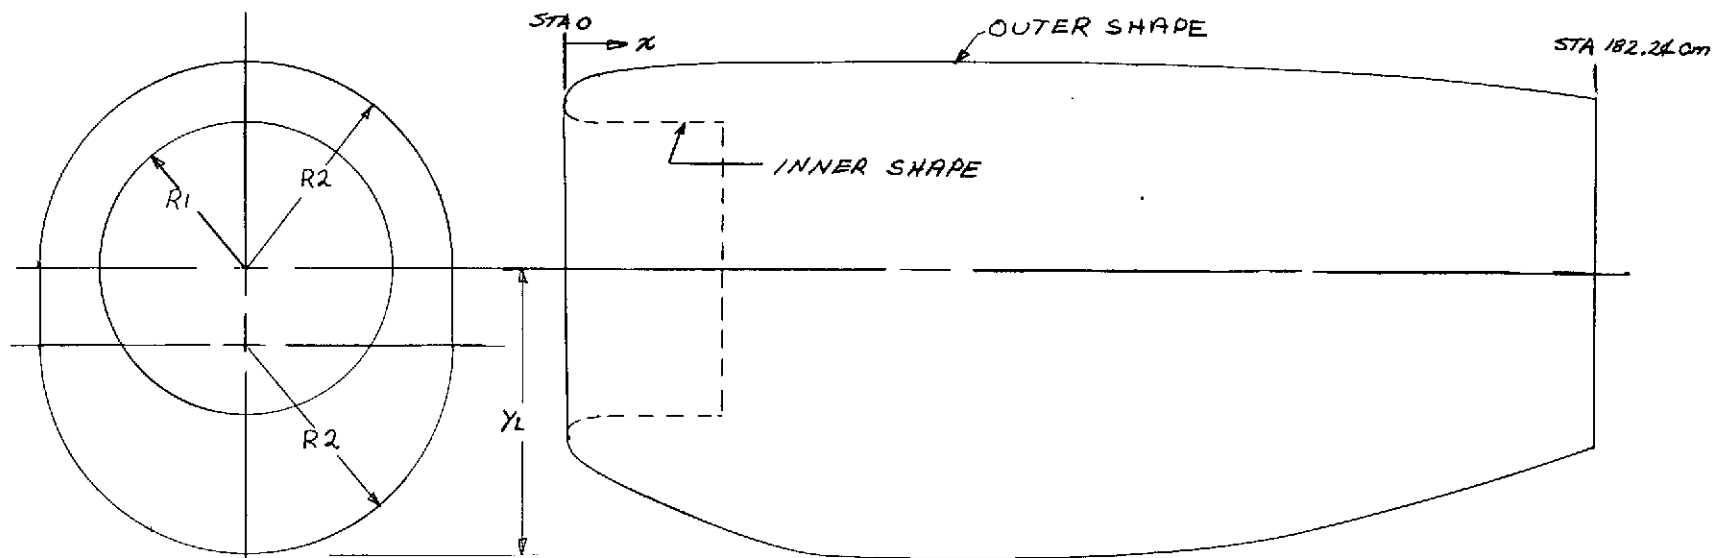 STA 0
x
OUTER SHAPE
STA 182.24 cm
INNER SHAPE
R1
R2
YL
R2